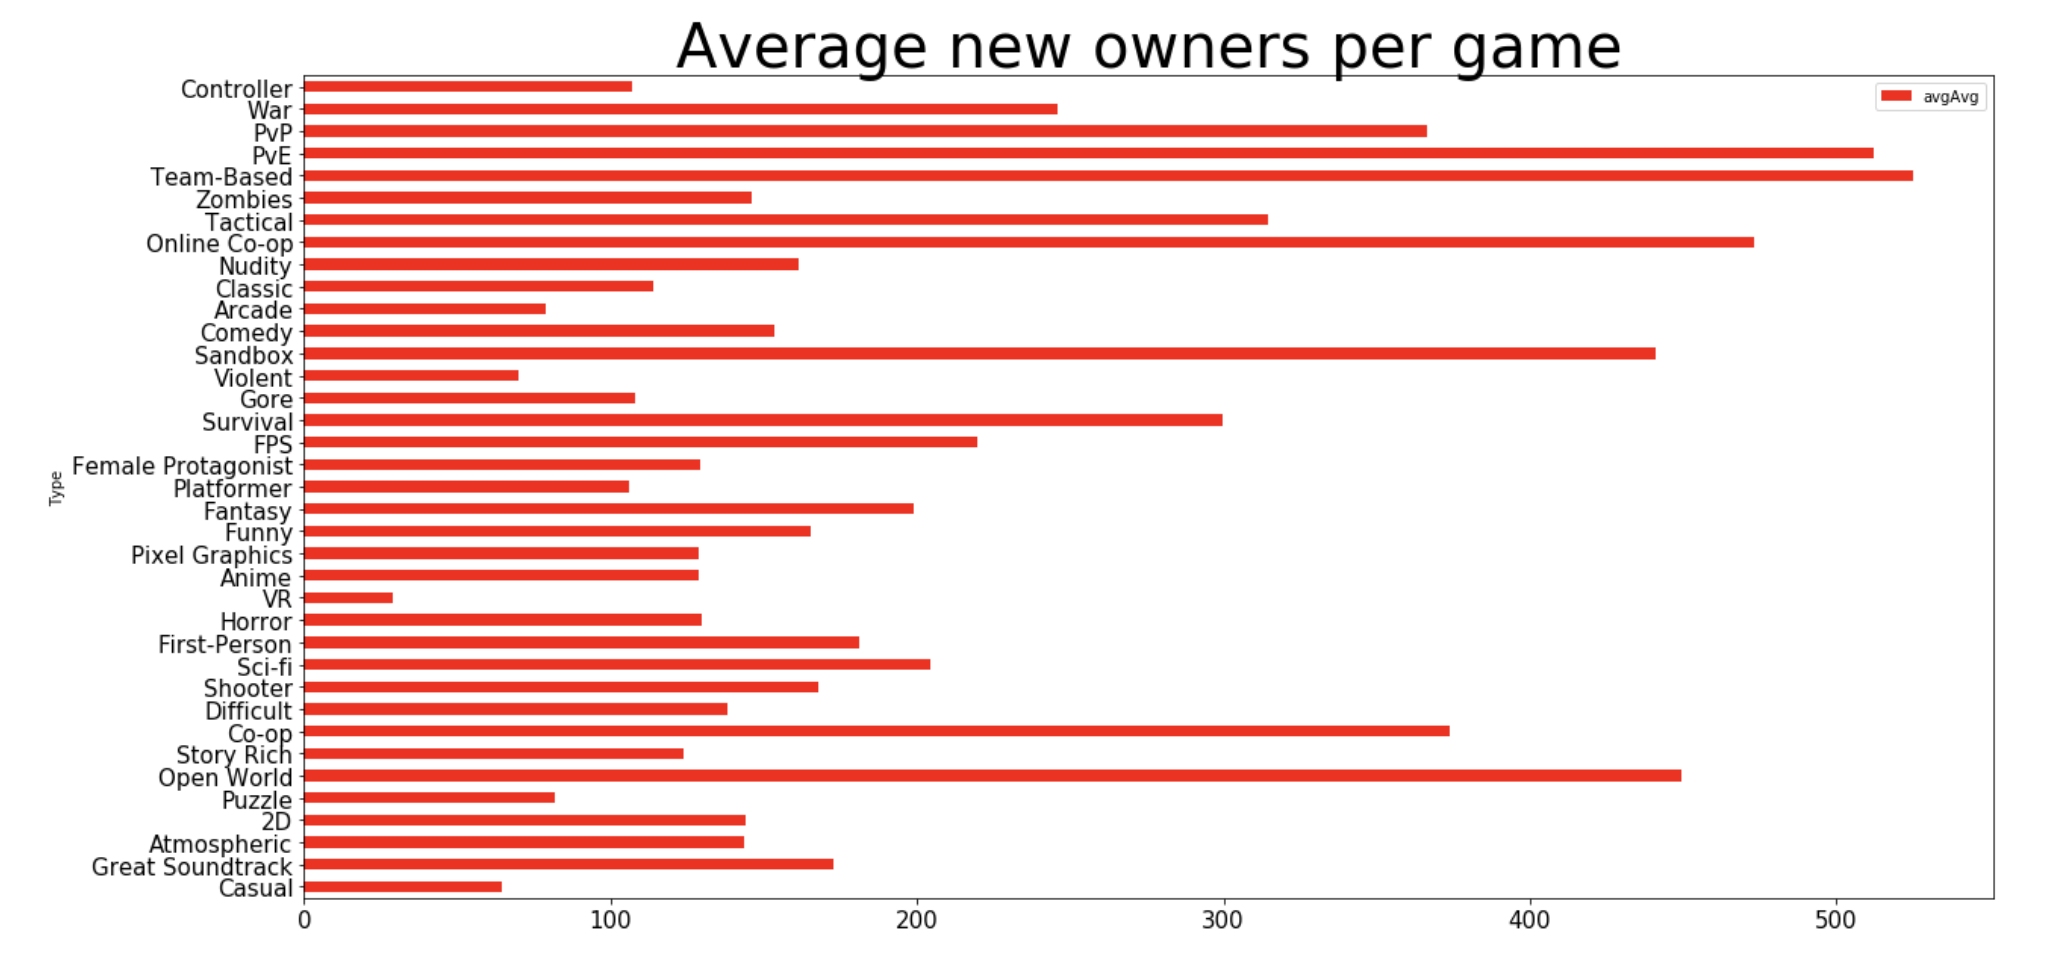 Average new owners per game
avgAvg
Controller
War
PvP
PvE
Team-Based
Zombies
Tactical
Online Co-op
Nudity
Classic
Arcade
Comedy
Sandbox
Violent
Gore
Survival
FPS
Female Protagonist
Platformer
Fantasy
Funny
Pixel Graphics
Anime
VR
Horror
First-Person
Sci-fi
Shooter
Difficult
Co-op
Story Rich
Open World
Puzzle
2D
Atmospheric
Great Soundtrack
Casual
Type
0 100 200 300 400 500